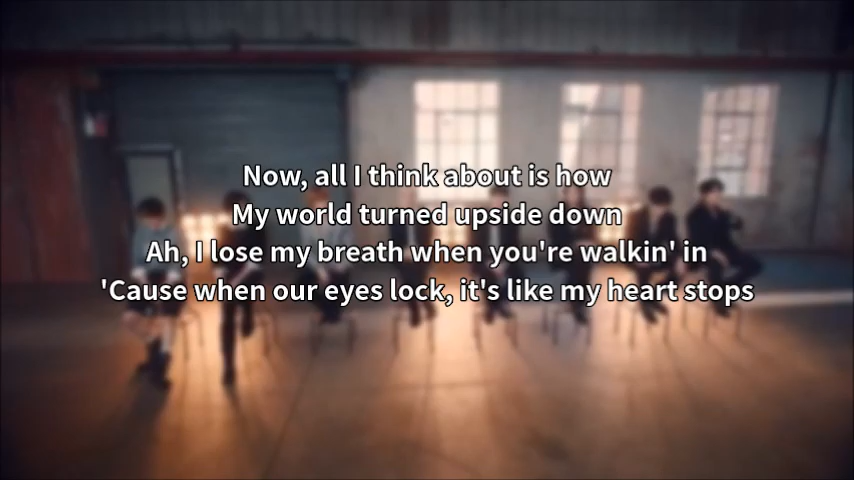 Now, all I think about is how
My world turned upside down
Ah, I lose my breath when you're walkin' in
'Cause when our eyes lock, it's like my heart stops